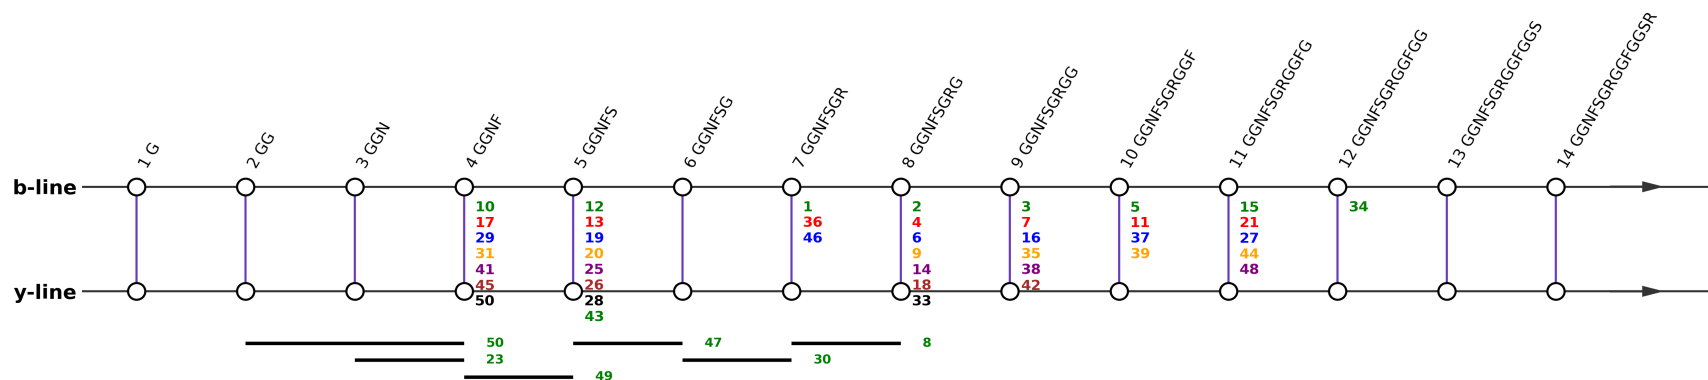 1 G
2 GG
3 GGN
4 GGNF
5 GGNFS
6 GGNFSG
7 GGNFSGR
8 GGNFSGRG
9 GGNFSGRGG
10 GGNFSGRGGF
11 GGNFSGRGGFG
12 GGNFSGRGGFGG
13 GGNFSGRGGFGGS
14 GGNFSGRGGFGGSR
b-line
10 12 1 2 3 5 15 34
17 13 36 4 7 11 21
29 19 46 6 16 37 27
31 20 9 35 39 44
41 25 14 38 48
y-line
45 26 18 42
50 28 33
43
50 47 8
23 30
49